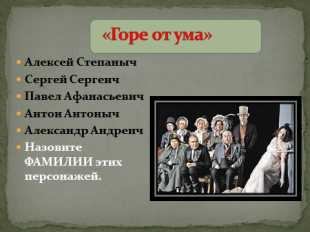 «Горе от ума»
Алексей Степаныч
Сергей Сергеич
Павел Афанасьевич
Антон Антоныч
Александр Андреич
Назовите
ФАМИЛИИ этих
персонажей.